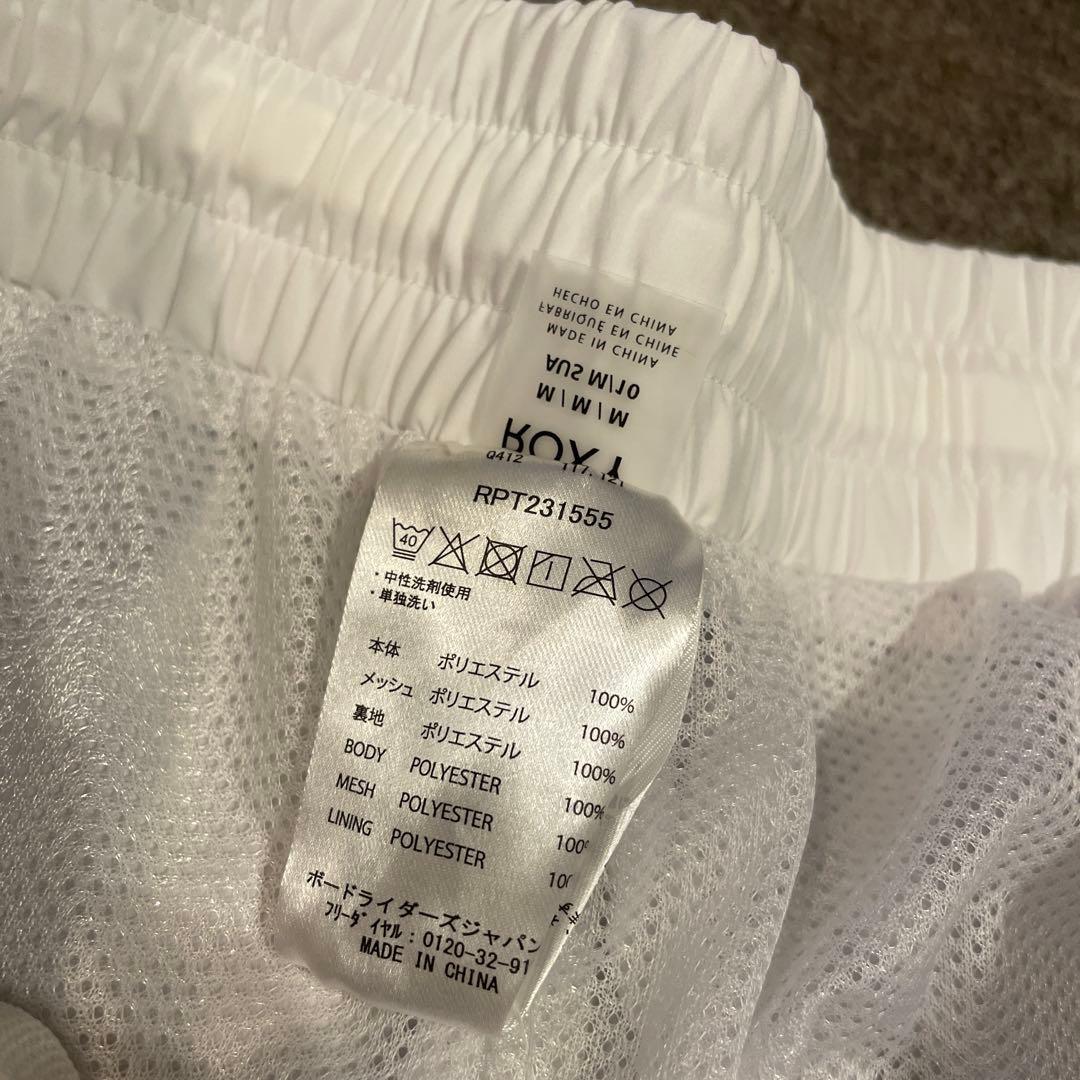 HECHO EN CHINA
FABRIQUÉ EN CHINE
MADE IN CHINA
AUS M/10
M / M / M
ROXY
Q412
RPT231555
40
・中性洗剤使用
・単独洗い
本体 ポリエステル 100%
メッシュ ポリエステル 100%
裏地 ポリエステル 100%
BODY POLYESTER 100%
MESH POLYESTER 100
LINING POLYESTER
ボードライダーズジャパン
フリーダイヤル：0120-32-91
MADE IN CHINA